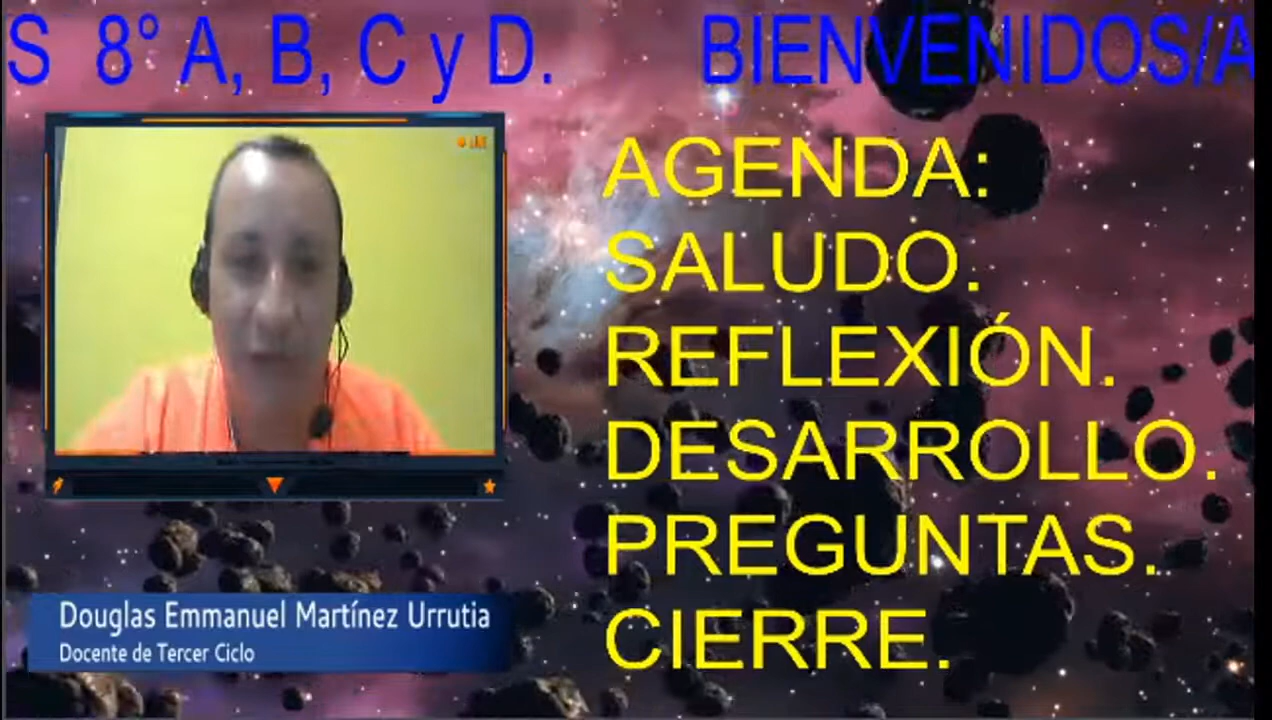 S 8° A, B, C y D. BIENVENIDOS/A
AGENDA:
SALUDO.
REFLEXIÓN.
DESARROLLO.
PREGUNTAS.
CIERRE.
Douglas Emmanuel Martínez Urrutia
Docente de Tercer Ciclo